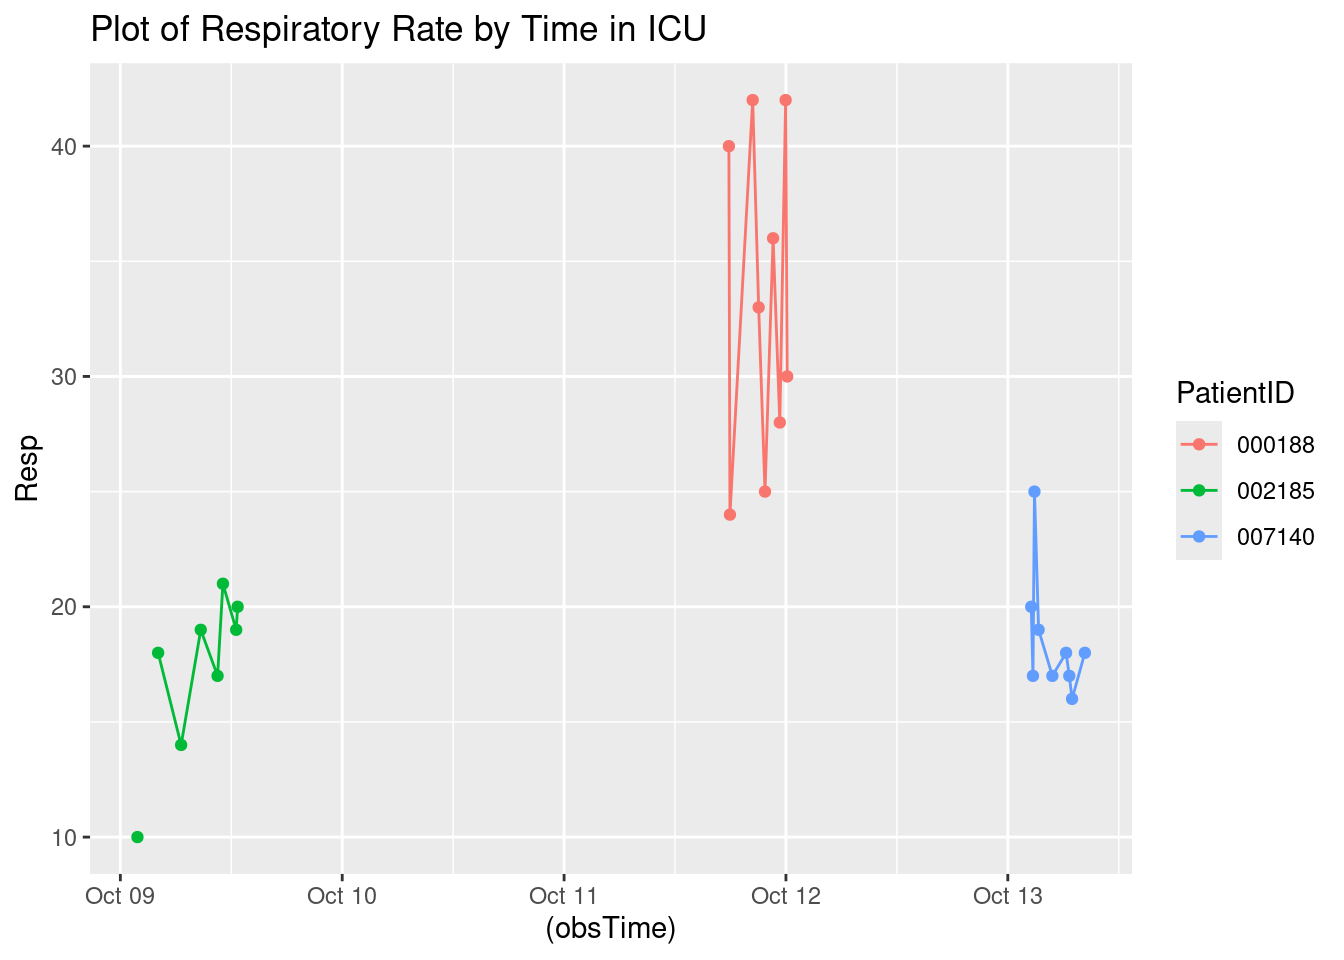 Plot of Respiratory Rate by Time in ICU
40
30
20
10
Resp
Oct 09
Oct 10
Oct 11
Oct 12
Oct 13
(obsTime)
PatientID
000188
002185
007140